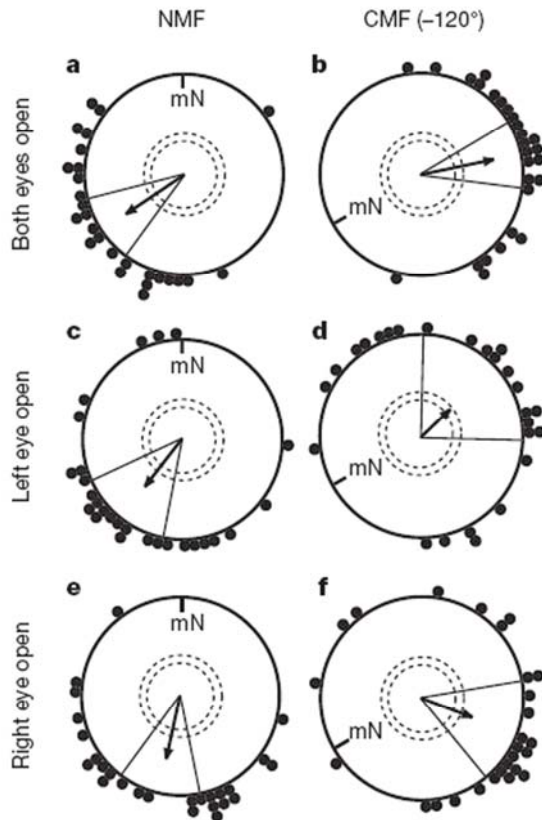 NMF
CMF (–120°)
Both eyes open
a
mN
b
mN
Left eye open
c
mN
d
mN
Right eye open
e
mN
f
mN